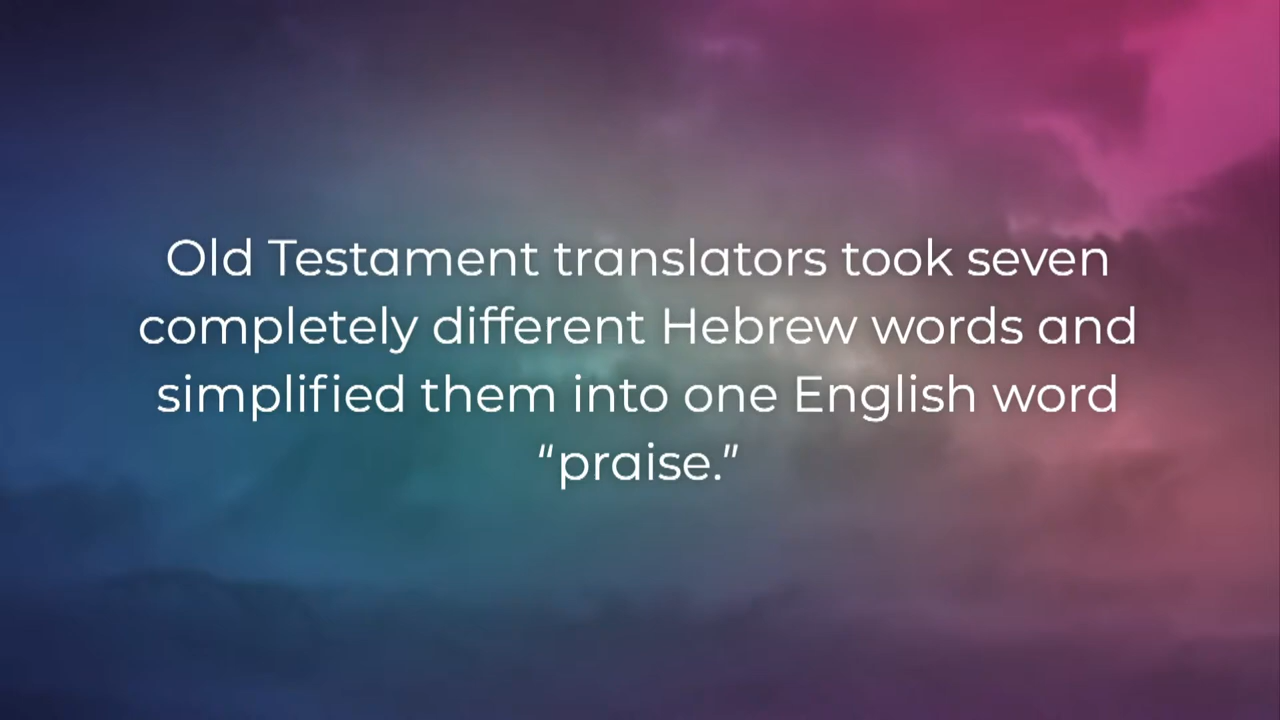 Old Testament translators took seven
completely different Hebrew words and
simplified them into one English word
“praise.”